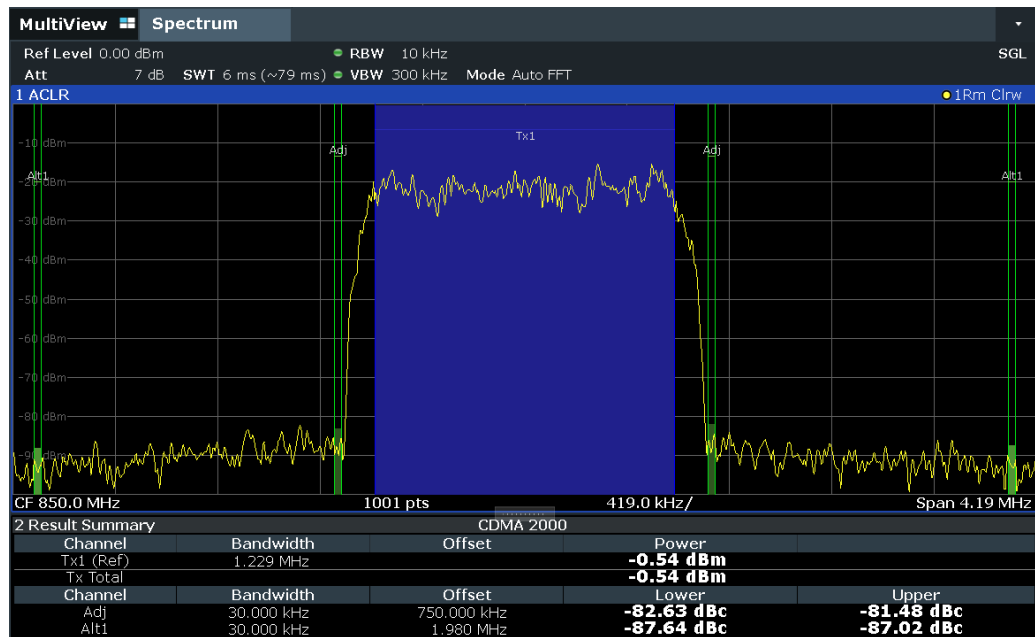 MultiView Spectrum
Ref Level 0.00 dBm RBW 10 kHz SGL
Att 7 dB SWT 6 ms (~79 ms) VBW 300 kHz Mode Auto FFT
1 ACLR 1Rm Clrw
Tx1
-10 dBm
Adj Adj
Alt1 Alt1
-20 dBm
-30 dBm
-40 dBm
-50 dBm
-60 dBm
-70 dBm
-80 dBm
-90 dBm
CF 850.0 MHz 1001 pts 419.0 kHz/ Span 4.19 MHz
2 Result Summary CDMA 2000
Channel Bandwidth Offset Power
Tx1 (Ref) 1.229 MHz -0.54 dBm
Tx Total -0.54 dBm
Channel Bandwidth Offset Lower Upper
Adj 30.000 kHz 750.000 kHz -82.63 dBc -81.48 dBc
Alt1 30.000 kHz 1.980 MHz -87.64 dBc -87.02 dBc